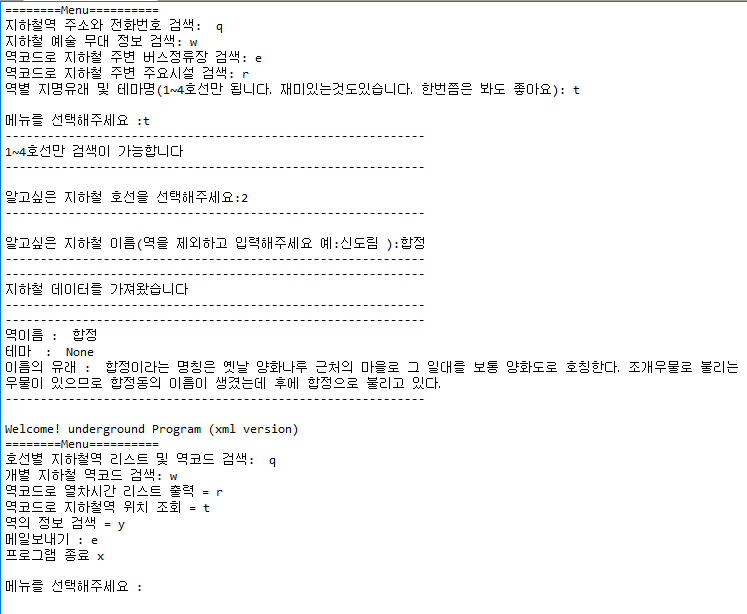 ========Menu==========
지하철역 주소와 전화번호 검색:  q
지하철 예술 무대 정보 검색: w
역코드로 지하철 주변 버스정류장 검색: e
역코드로 지하철 주변 주요시설 검색: r
역별 지명유래 및 테마명(1~4호선만 됩니다. 재미있는것도있습니다. 한번쯤은 봐도 좋아요): t
메뉴를 선택해주세요 :t
------------------------------------------------------------
1~4호선만 검색이 가능합니다
------------------------------------------------------------
알고싶은 지하철 호선을 선택해주세요:2
------------------------------------------------------------
알고싶은 지하철 이름(역을 제외하고 입력해주세요 예:신도림 ):합정
------------------------------------------------------------
------------------------------------------------------------
지하철 데이터를 가져왔습니다
------------------------------------------------------------
------------------------------------------------------------
역이름 :  합정
테마  :  None
이름의 유래 :  합정이라는 명칭은 옛날 양화나루 근처의 마을로 그 일대를 보통 양화도로 호칭한다. 조개우물로 불리는
우물이 있으므로 합정동의 이름이 생겼는데 후에 합정으로 불리고 있다.
------------------------------------------------------------
Welcome! underground Program (xml version)
========Menu==========
호선별 지하철역 리스트 및 역코드 검색:  q
개별 지하철 역코드 검색: w
역코드로 열차시간 리스트 출력 = r
역코드로 지하철역 위치 조회 = t
역의 정보 검색 = y
메일보내기 : e
프로그램 종료 x
메뉴를 선택해주세요 :